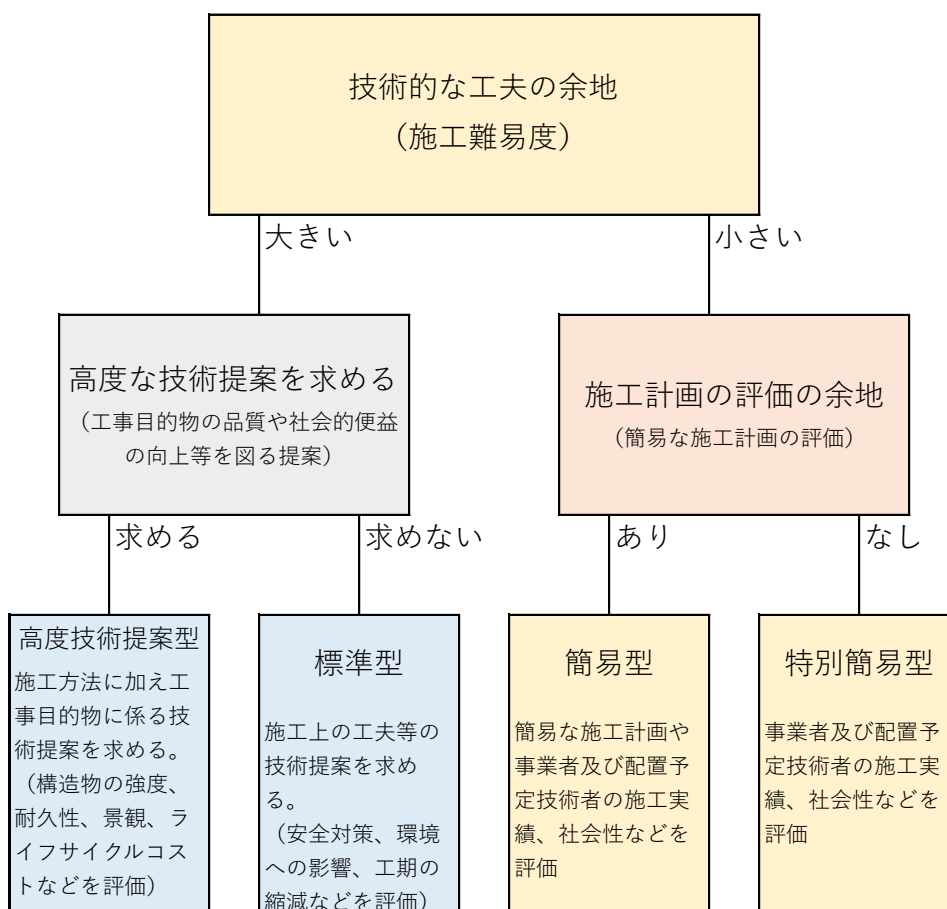 技術的な工夫の余地
（施工難易度）
大きい
小さい
高度な技術提案を求める
（工事目的物の品質や社会的便益
の向上等を図る提案）
施工計画の評価の余地
（簡易な施工計画の評価）
求める
求めない
あり
なし
高度技術提案型
施工方法に加え工
事目的物に係る技
術提案を求める。
（構造物の強度、
耐久性、景観、ラ
イフサイクルコス
トなどを評価）
標準型
施工上の工夫等の
技術提案を求め
る。
（安全対策、環境
への影響、工期の
縮減などを評価）
簡易型
簡易な施工計画や
事業者及び配置予
定技術者の施工実
績、社会性などを
評価
特別簡易型
事業者及び配置予
定技術者の施工実
績、社会性などを
評価